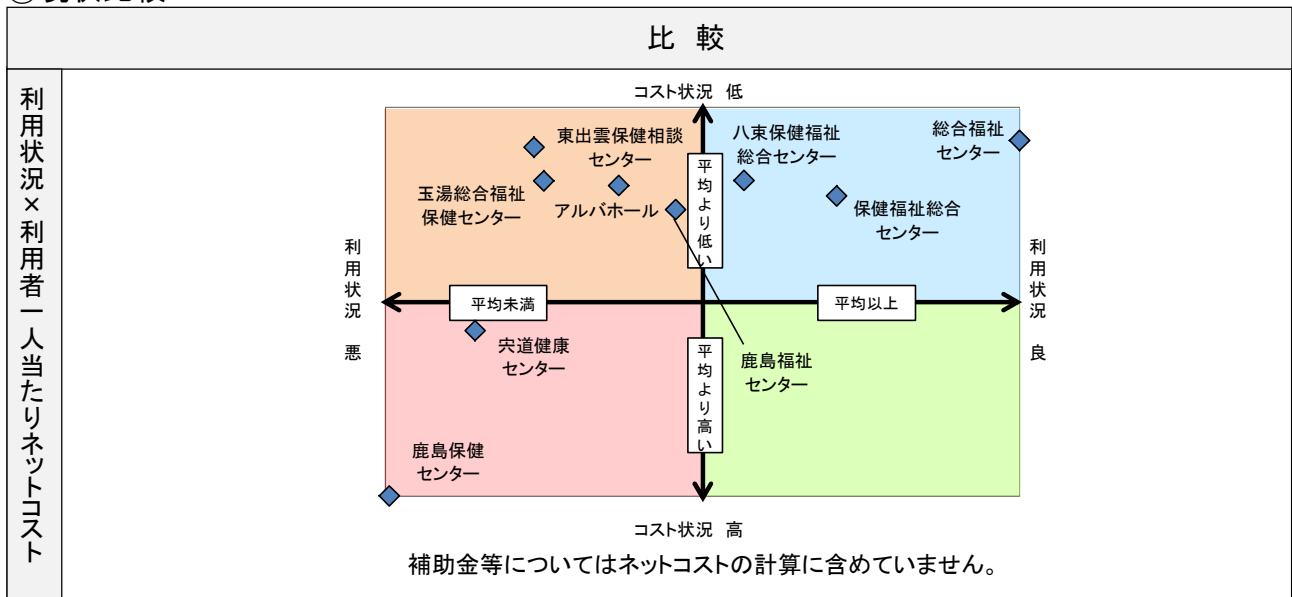 比 較
利用状況×利用者一人当たりネットコスト
コスト状況 低
東出雲保健相談
センター
八束保健福祉
総合センター
総合福祉
センター
玉湯総合福祉
保健センター
アルバホール
平均より低い
保健福祉総合
センター
利用状況 悪
平均未満
平均以上
利用状況 良
宍道健康
センター
平均より高い
鹿島福祉
センター
鹿島保健
センター
コスト状況 高
補助金等についてはネットコストの計算に含めていません。